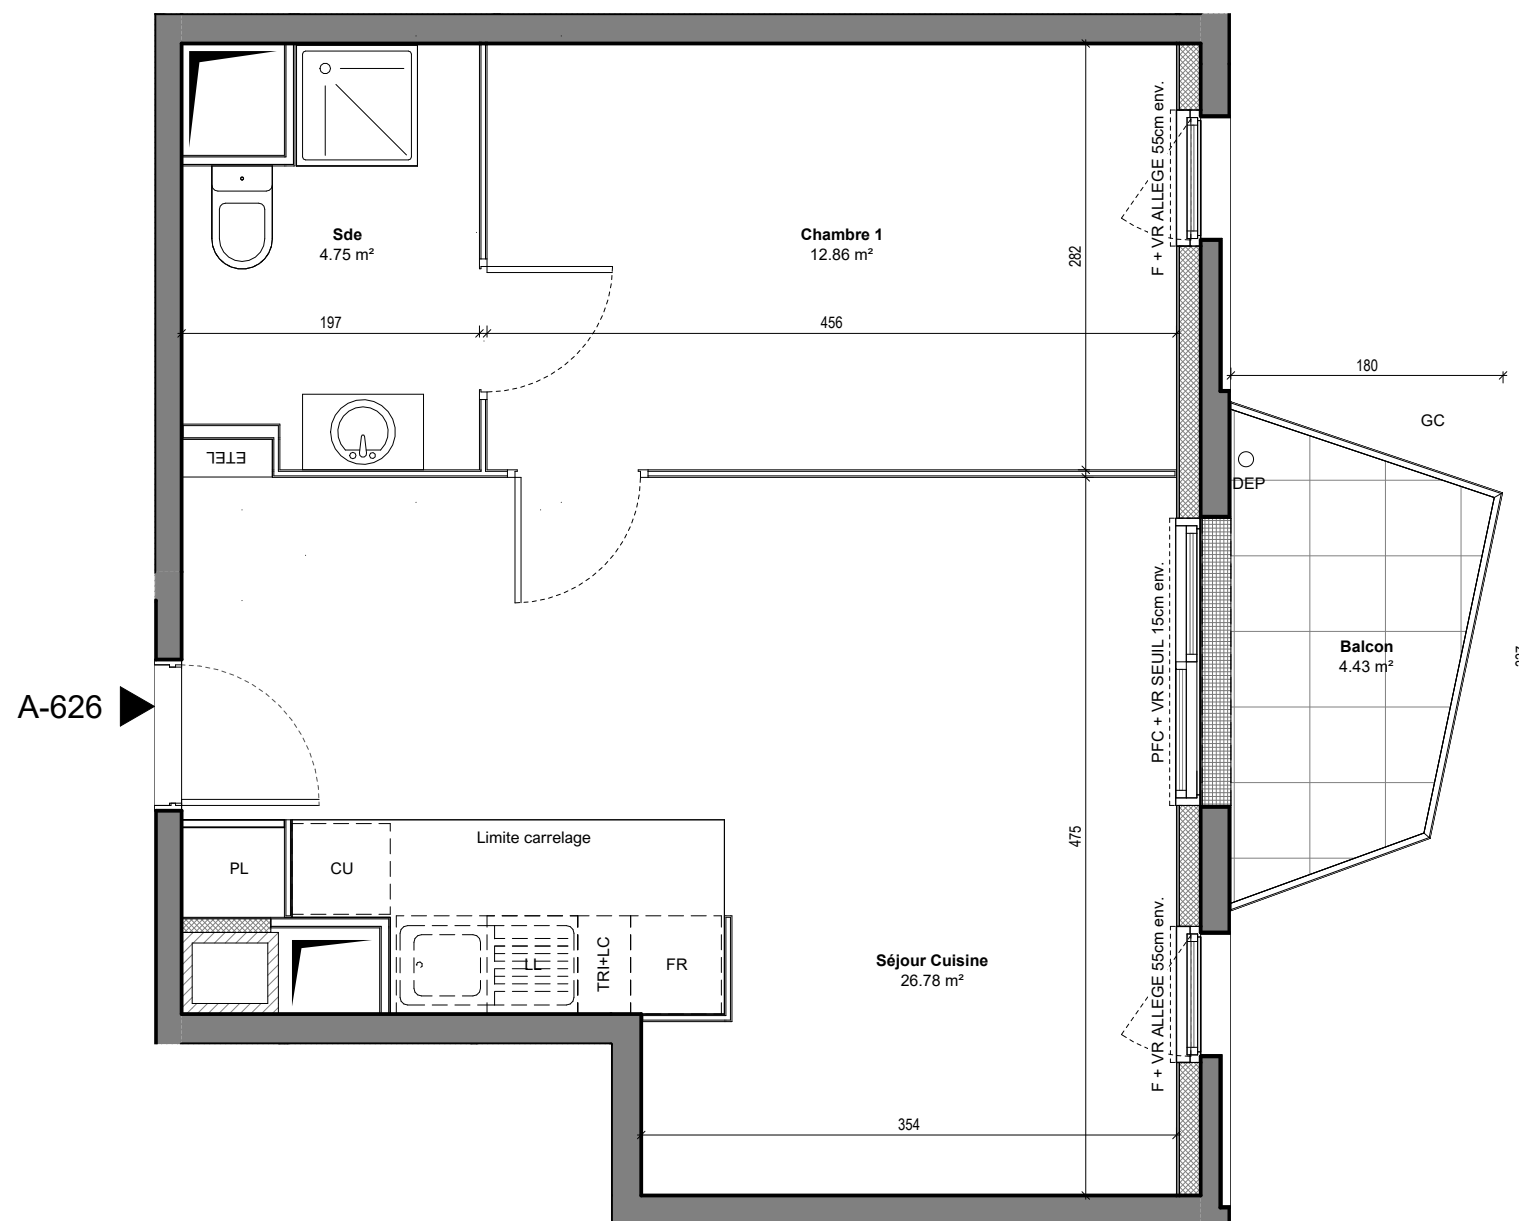 Sde
4.75 m²
Chambre 1
12.86 m²
F + VR ALLEGE 55cm env.
282
197
456
180
GC
ETEL
DEP
PFC + VR SEUIL 15cm env.
Balcon
4.43 m²
A-626
Limite carrelage
475
PL
CU
LL
TRI+LC
FR
Séjour Cuisine
26.78 m²
F + VR ALLEGE 55cm env.
354